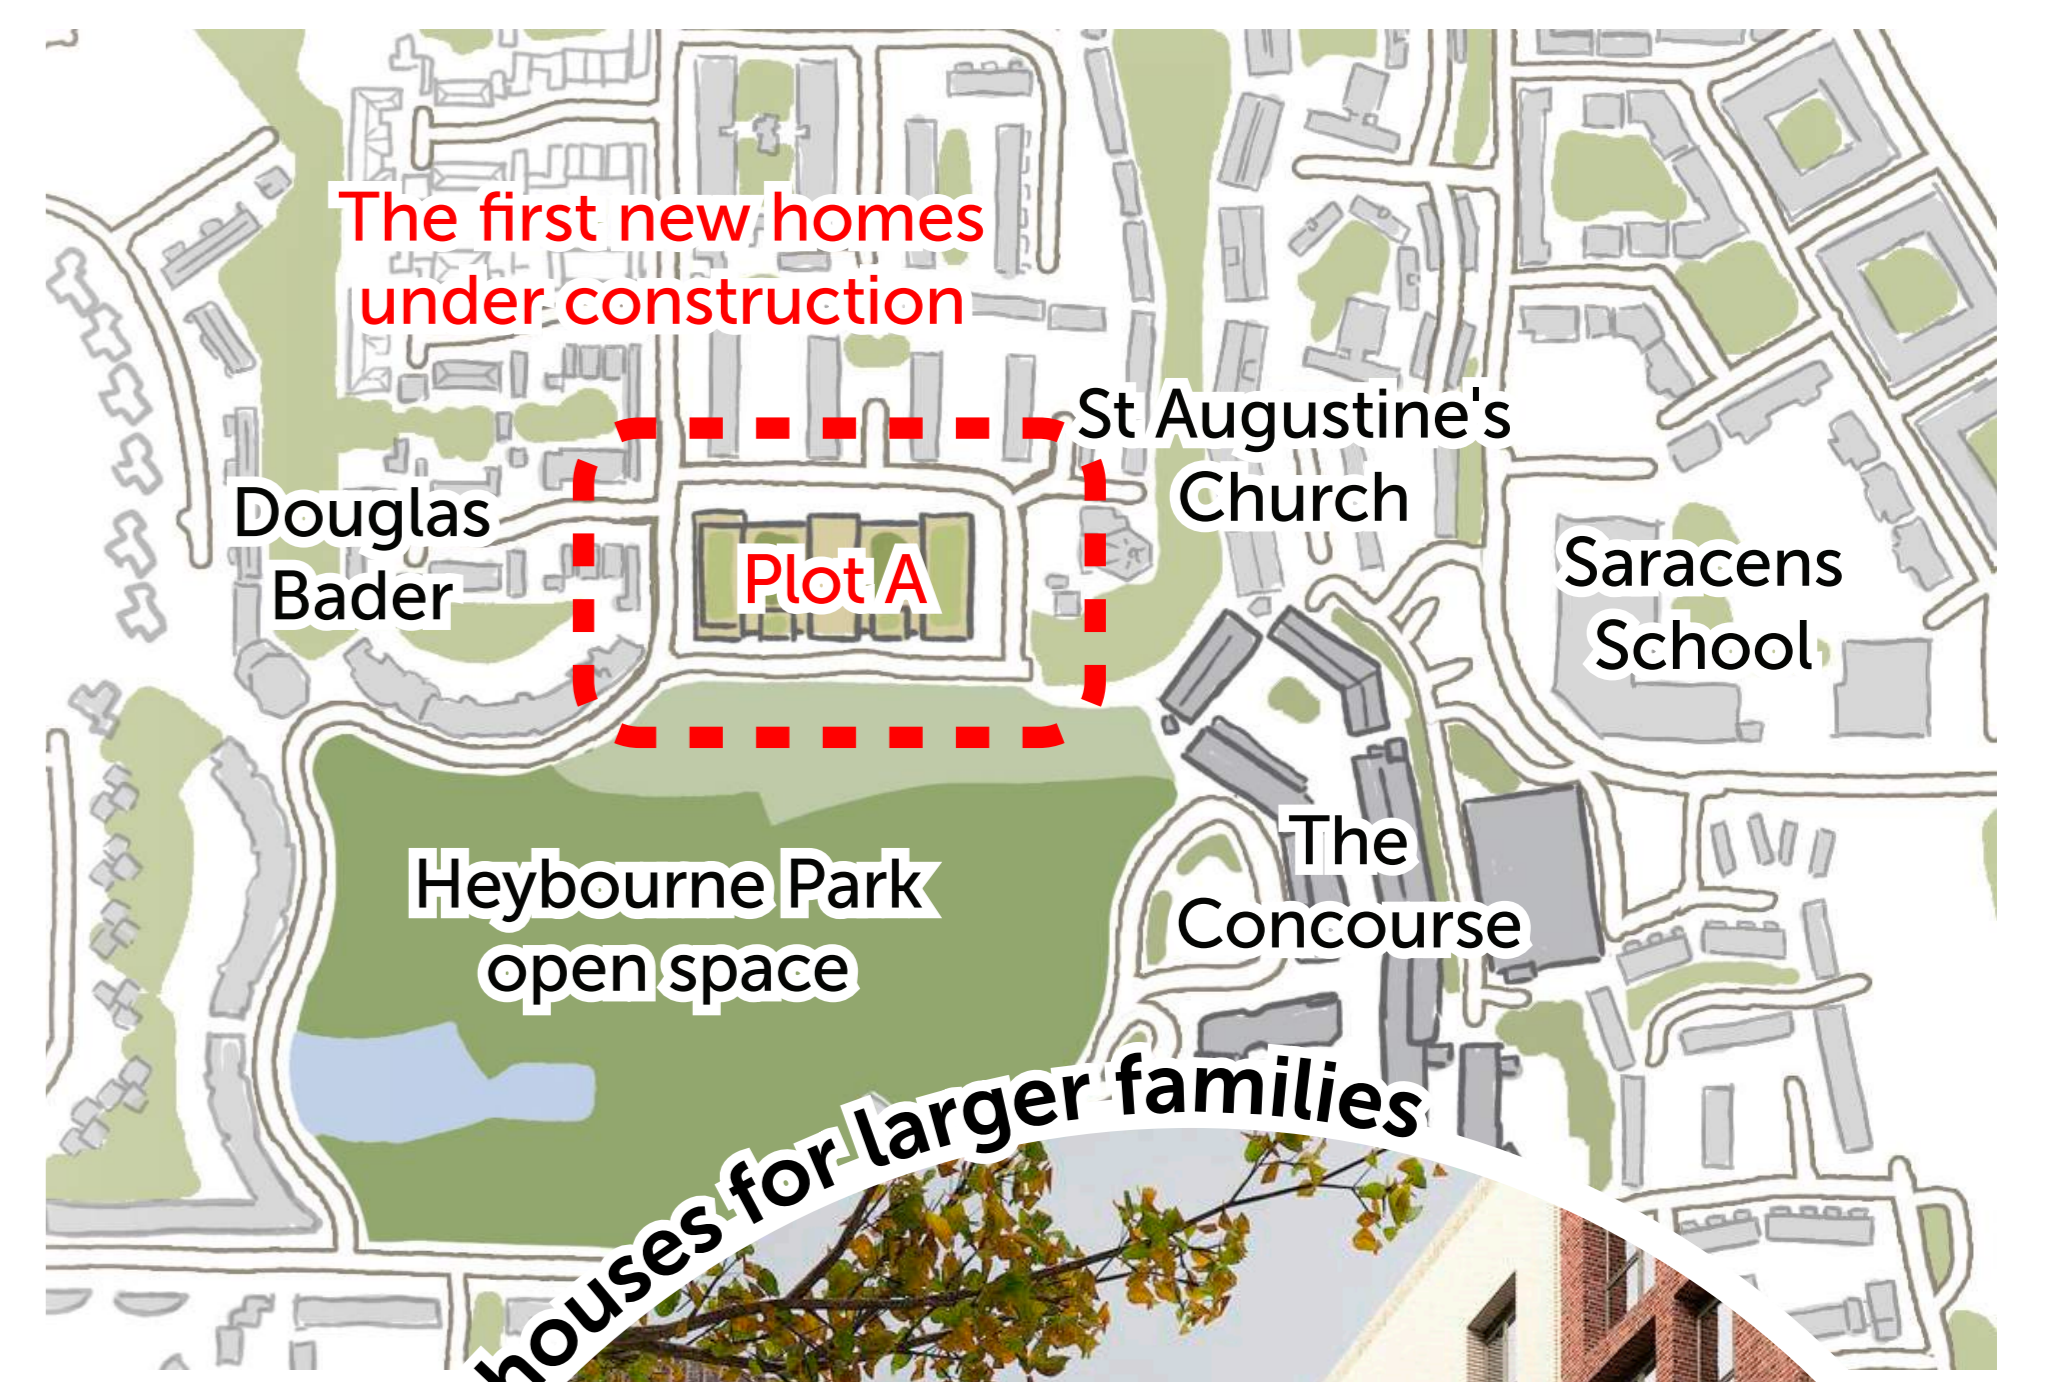 The first new homes
under construction
St Augustine's
Church
Douglas
Bader
Plot A
Saracens
School
Heybourne Park
open space
The
Concourse
houses for larger families